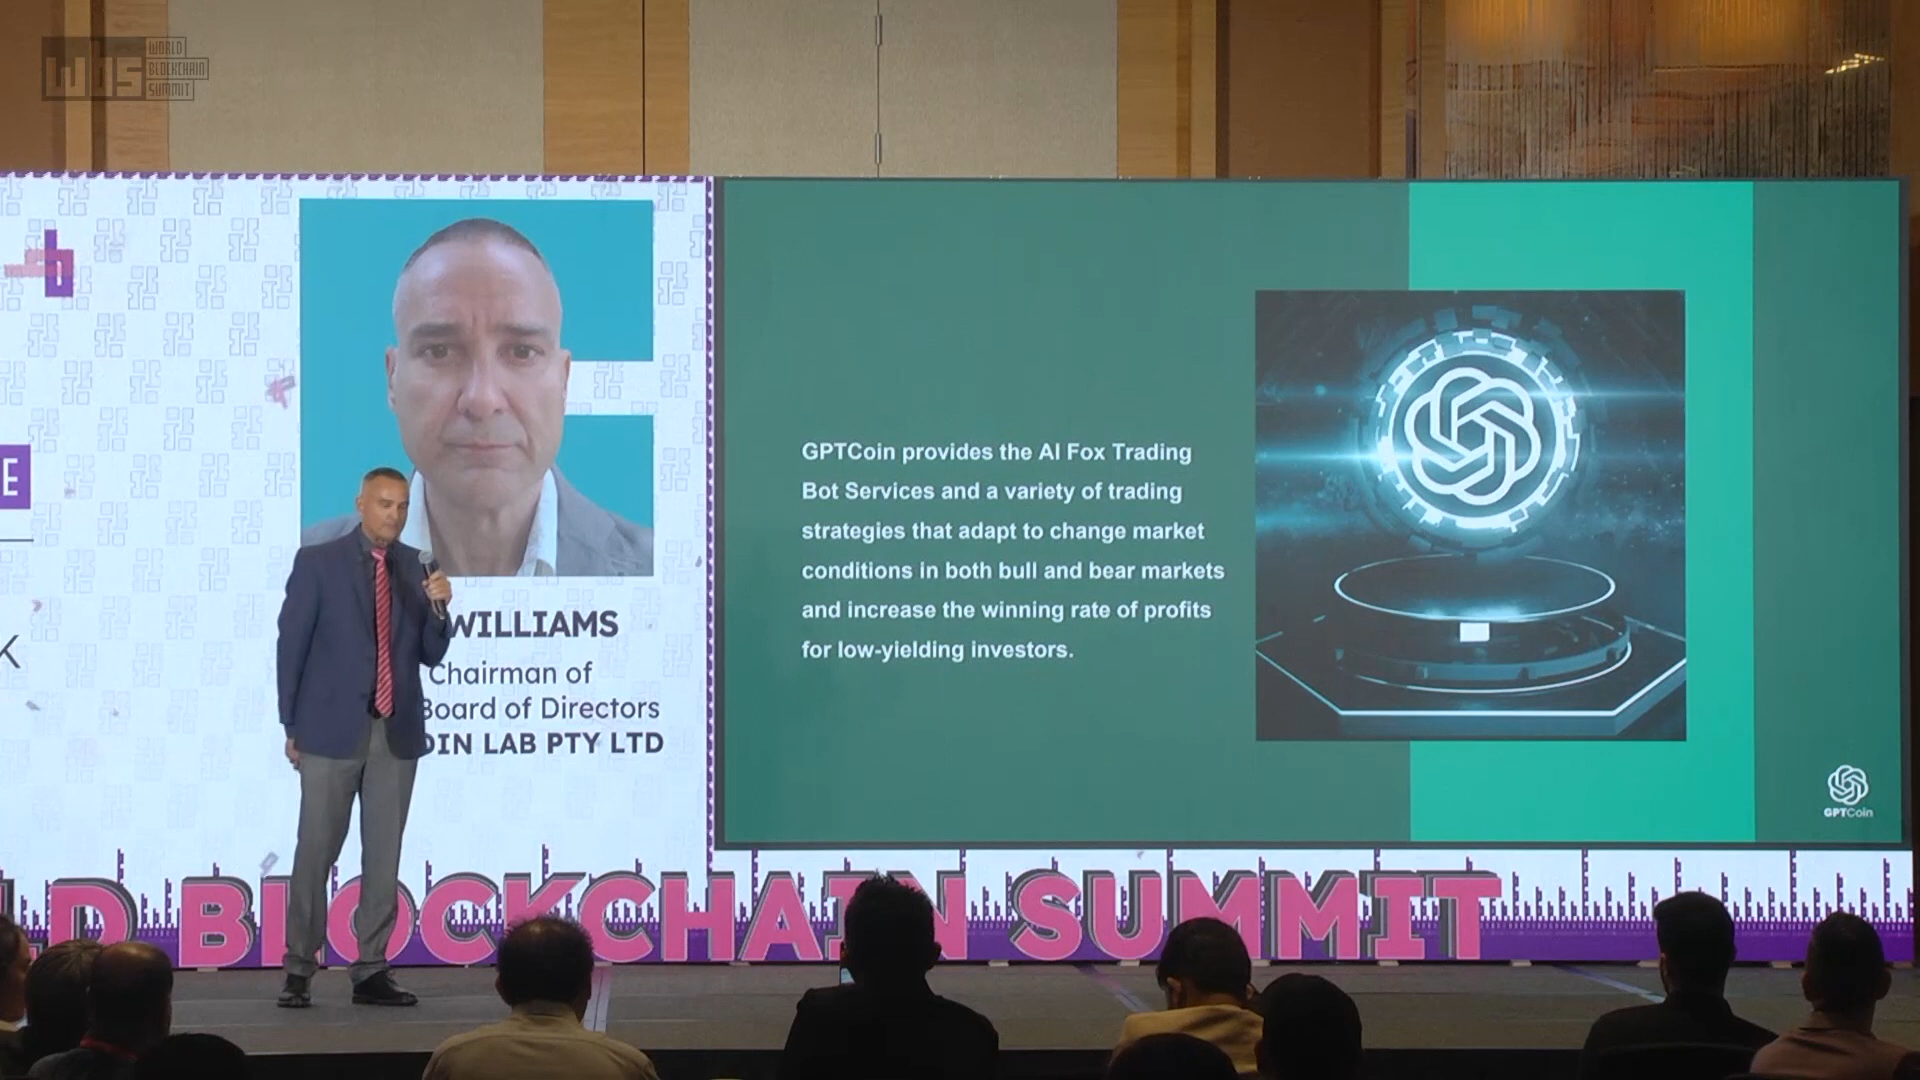 wbs
WORLD
BLOCKCHAIN
SUMMIT
E
K
WILLIAMS
Chairman of
Board of Directors
LAB PTY LTD
GPTCoin provides the AI Fox Trading
Bot Services and a variety of trading
strategies that adapt to change market
conditions in both bull and bear markets
and increase the winning rate of profits
for low-yielding investors.
GPTCoin
BLOCKCHAIN SUMMIT